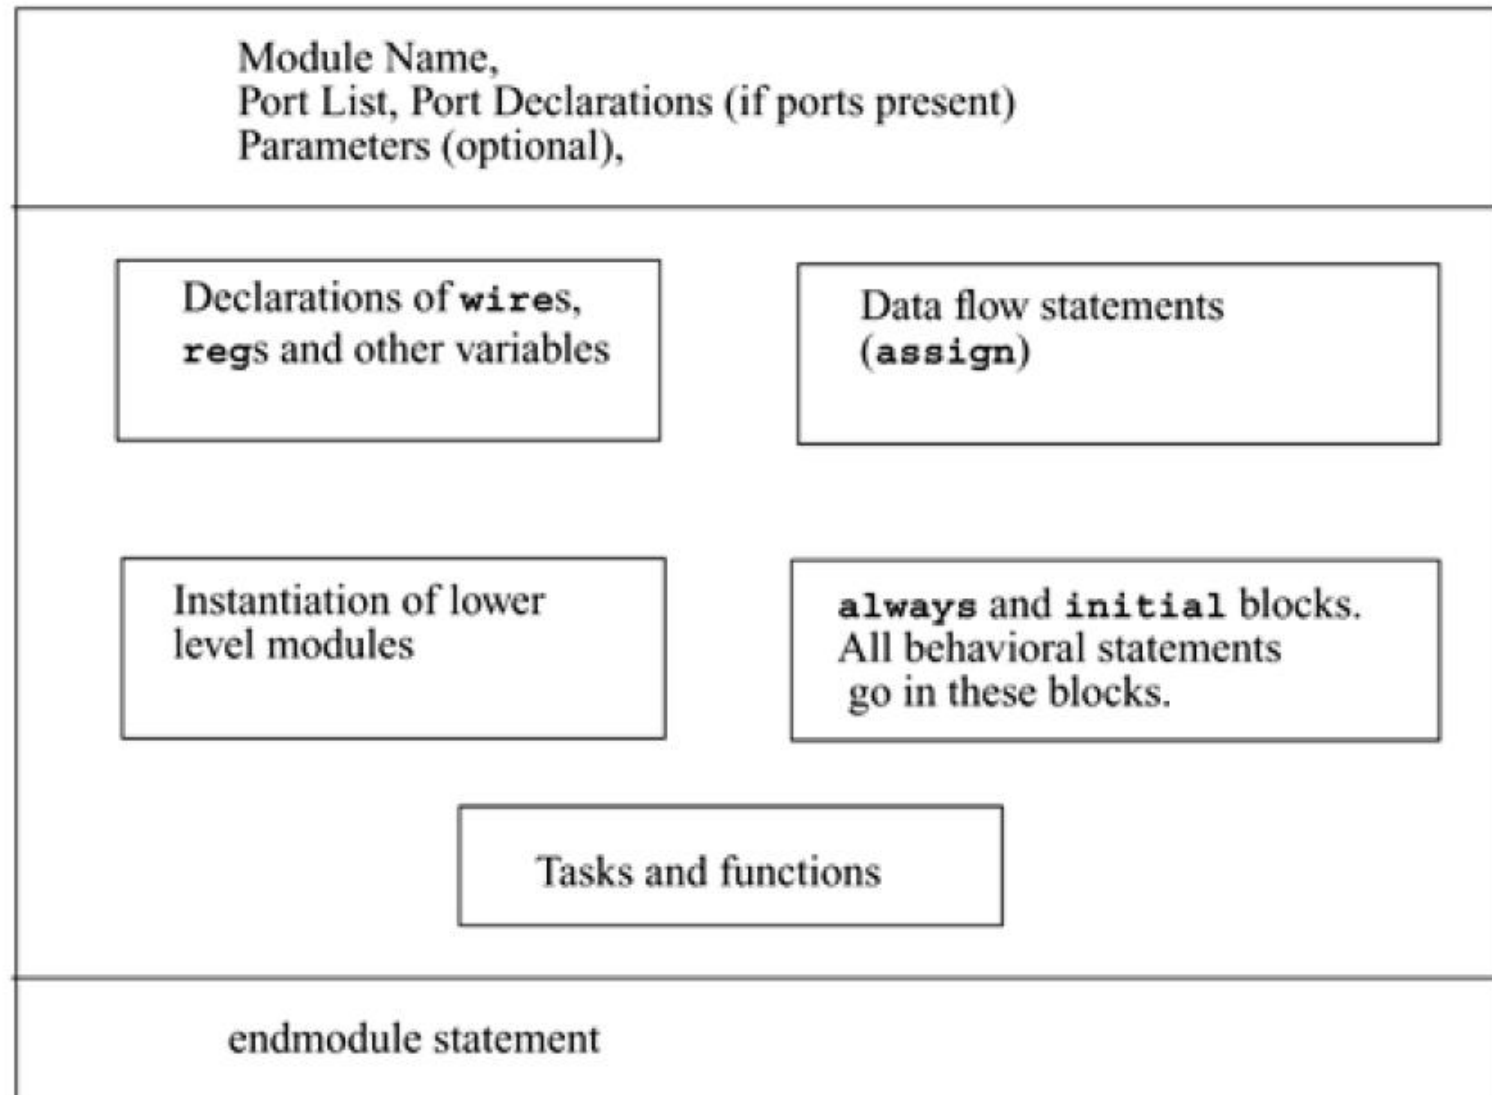 Module Name,
Port List, Port Declarations (if ports present)
Parameters (optional),
Declarations of wires,
regs and other variables
Data flow statements
(assign)
Instantiation of lower
level modules
always and initial blocks.
All behavioral statements
go in these blocks.
Tasks and functions
endmodule statement